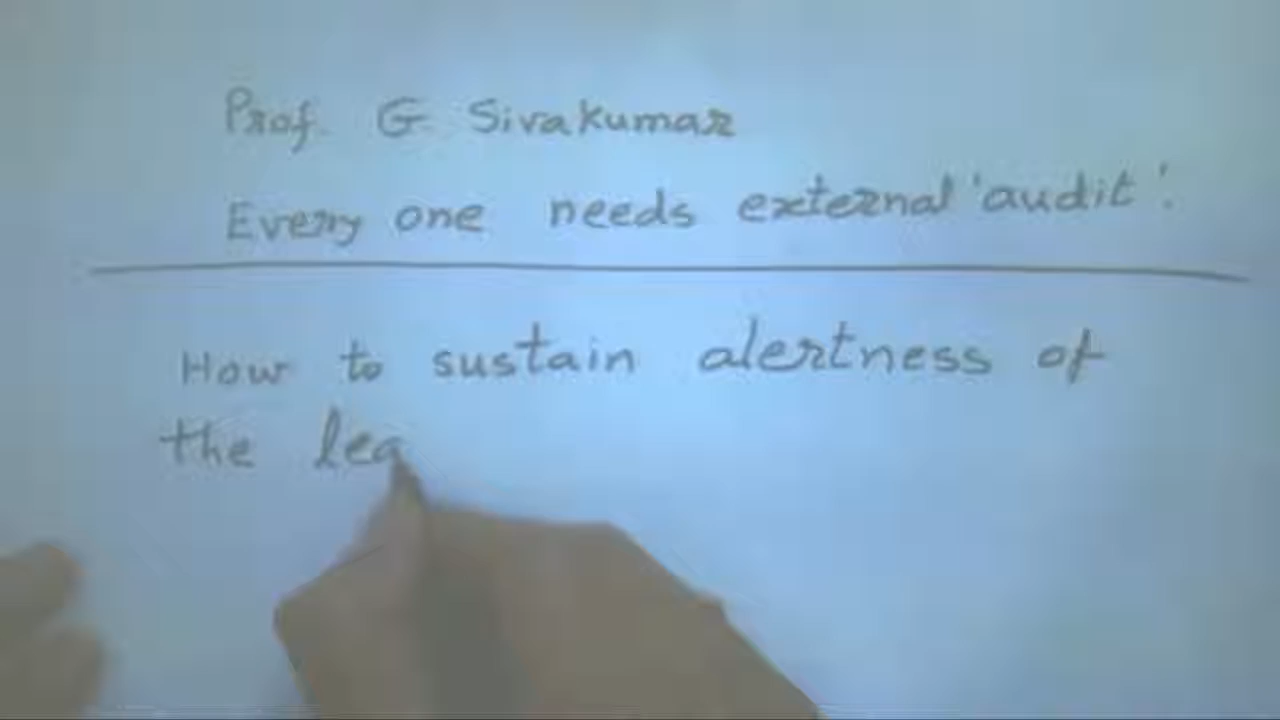 Prof. G Sivakumar
Every one needs external 'audit'.
How to sustain alertness of
the lea